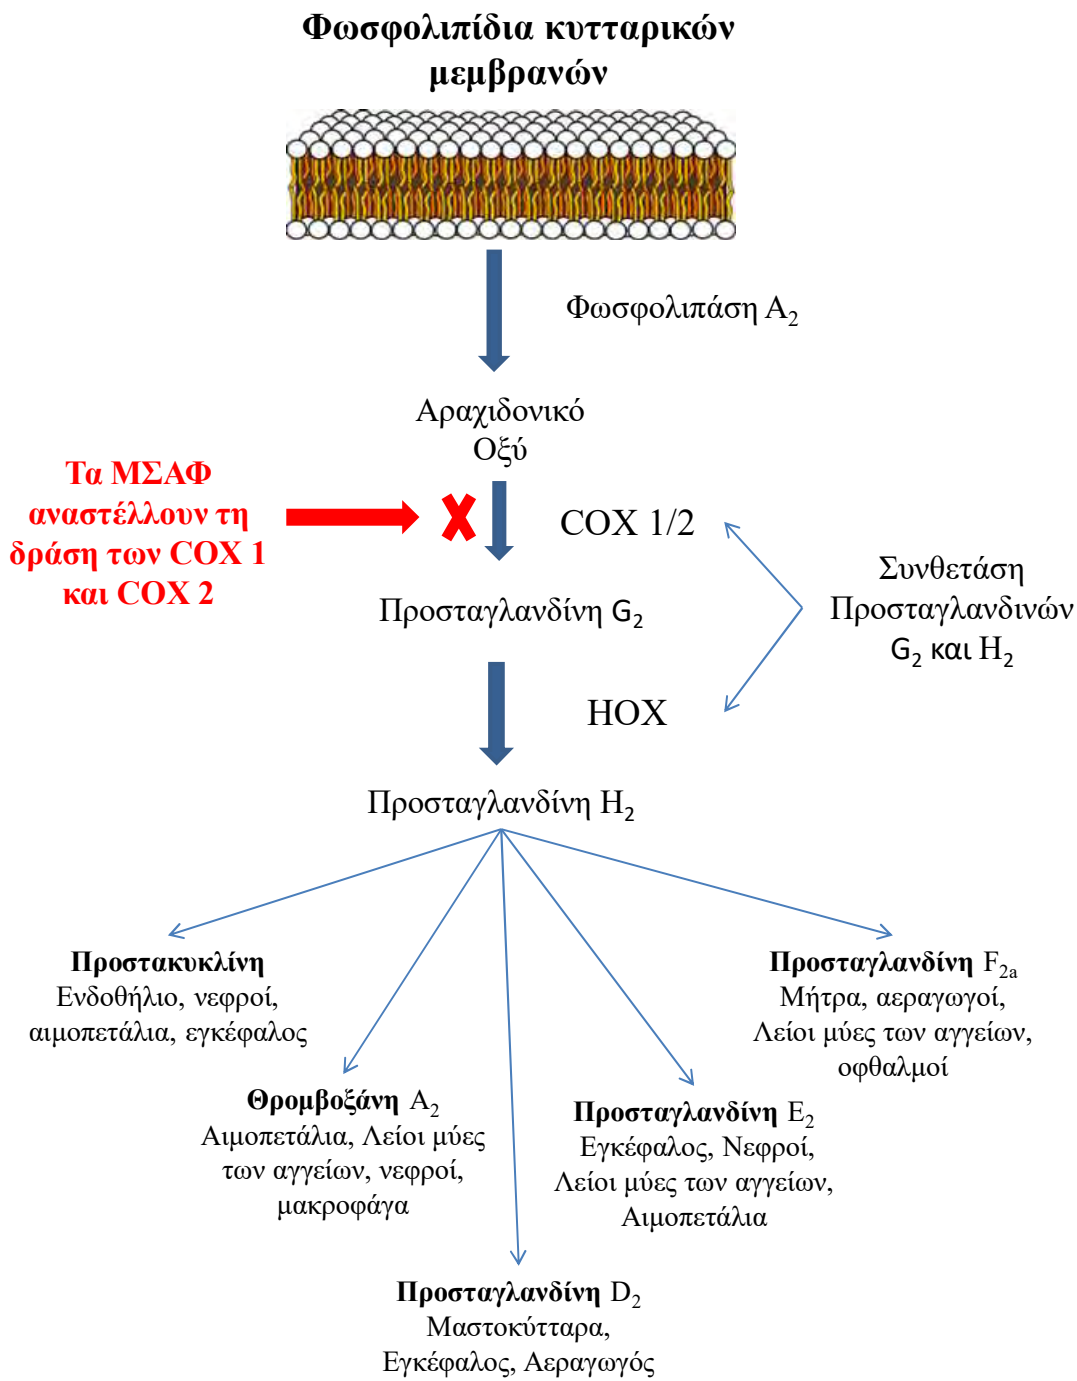 Φωσφολιπίδια κυτταρικών
μεμβρανών
Φωσφολιπάση A₂
Αραχιδονικό
Οξύ
Τα ΜΣΑΦ
αναστέλλουν τη
δράση των COX 1
και COX 2
COX 1/2
Συνθετάση
Προσταγλανδινών
G₂ και H₂
Προσταγλανδίνη G₂
HOX
Προσταγλανδίνη H₂
Προστακυκλίνη
Ενδοθήλιο, νεφροί,
αιμοπετάλια, εγκέφαλος
Προσταγλανδίνη F₂a
Μήτρα, αεραγωγοί,
Λείοι μύες των αγγείων,
οφθαλμοί
Θρομβοξάνη A₂
Αιμοπετάλια, Λείοι μύες
των αγγείων, νεφροί,
μακροφάγα
Προσταγλανδίνη E₂
Εγκέφαλος, Νεφροί,
Λείοι μύες των αγγείων,
Αιμοπετάλια
Προσταγλανδίνη D₂
Μαστοκύτταρα,
Εγκέφαλος, Αεραγωγός